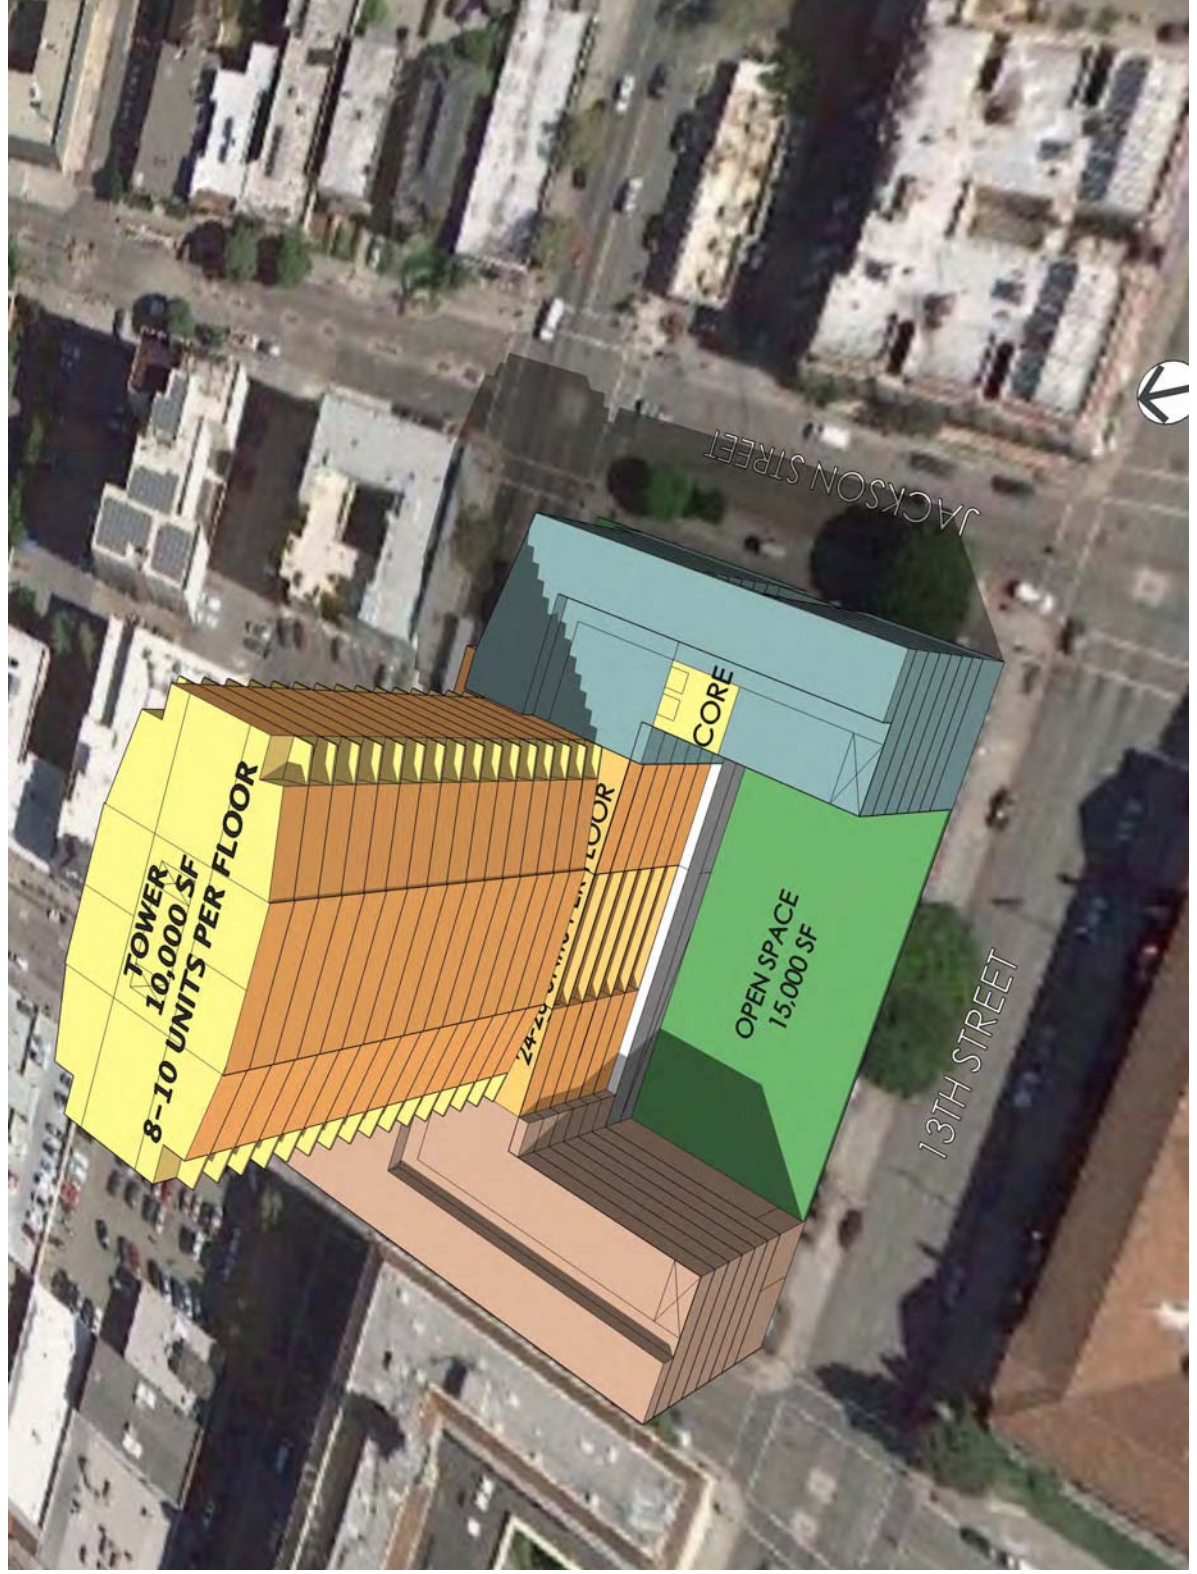 TOWER
10,000 SF
8-10 UNITS PER FLOOR
FLOOR
CORE
OPEN SPACE
15,000 SF
JACKSON STREET
13TH STREET